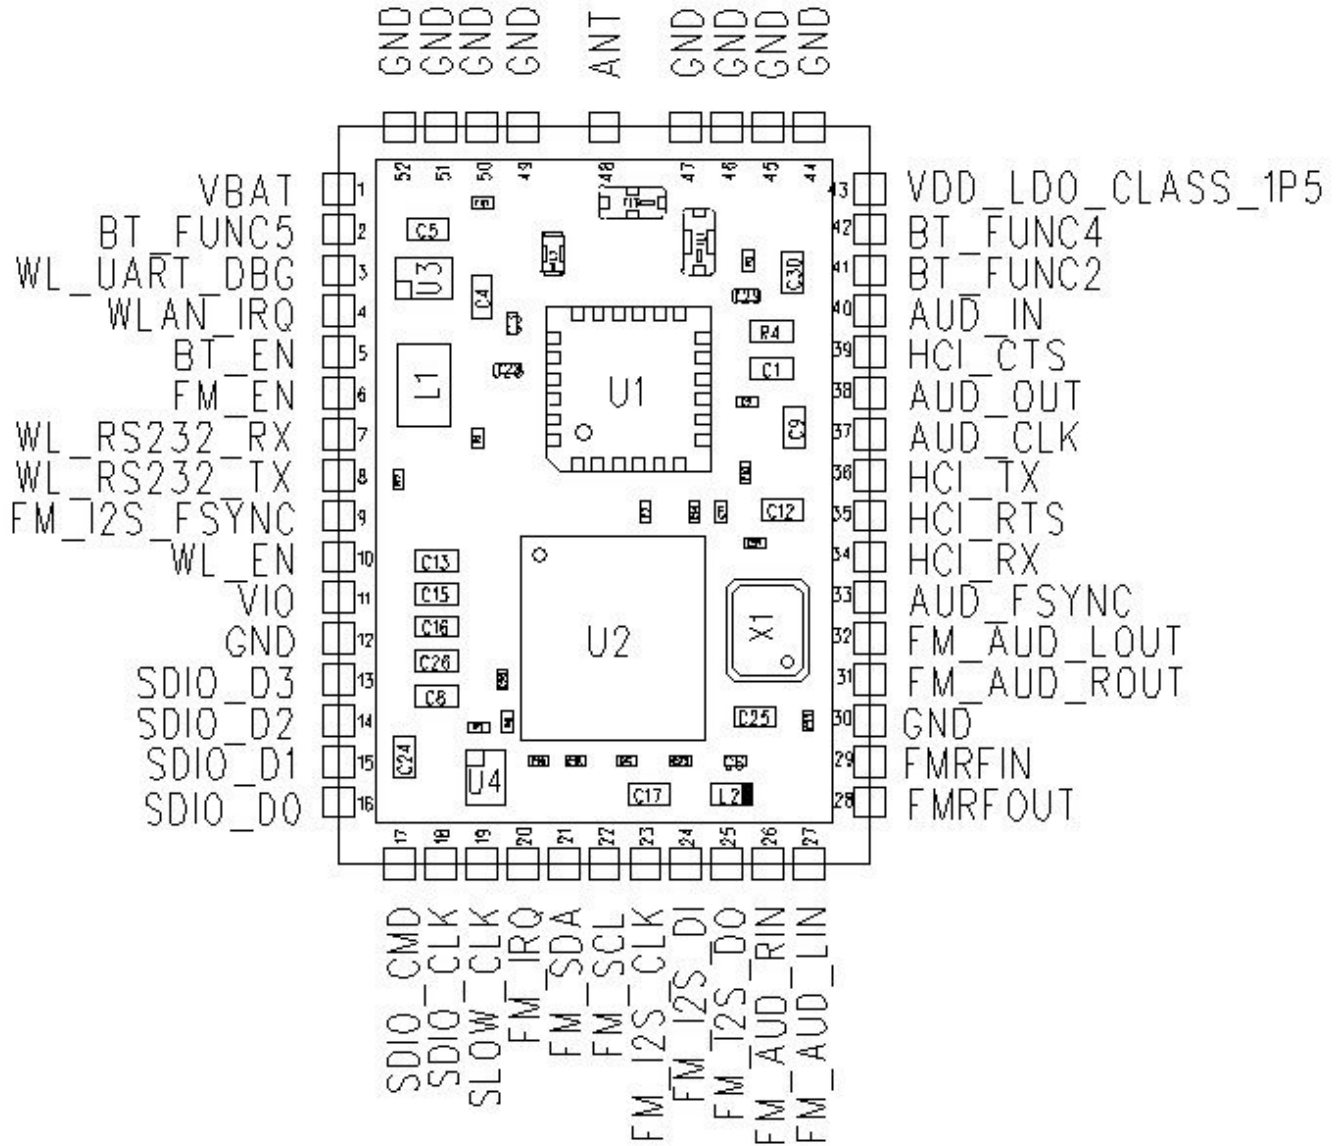 GND
GND
GND
GND
ANT
GND
GND
GND
GND
52
51
50
49
48
47
46
45
44
VBAT 1
43 VDD_LDO_CLASS_1P5
BT_FUNC5 2
42 BT_FUNC4
WL_UART_DBG 3
41 BT_FUNC2
WLAN_IRQ 4
40 AUD_IN
BT_EN 5
39 HCI_CTS
FM_EN 6
38 AUD_OUT
WL_RS232_RX 7
37 AUD_CLK
WL_RS232_TX 8
36 HCI_TX
FM_I2S_FSYNC 9
35 HCI_RTS
WL_EN 10
34 HCI_RX
VIO 11
33 AUD_FSYNC
GND 12
32 FM_AUD_LOUT
SDIO_D3 13
31 FM_AUD_ROUT
SDIO_D2 14
30 GND
SDIO_D1 15
29 FMRFIN
SDIO_D0 16
28 FMRFOUT
C5
U3
C4
C30
C29
R4
C3
L1
C28
U1
C1
C9
C12
C13
C15
C16
C26
C8
U2
X1
C25
C24
U4
C6
C17
L2
17
18
19
20
21
22
23
24
25
26
27
SDIO_CMD
SDIO_CLK
SLOW_CLK
FM_IRQ
FM_SDA
FM_SCL
FM_I2S_CLK
FM_I2S_DI
FM_I2S_DO
FM_AUD_RIN
FM_AUD_LIN